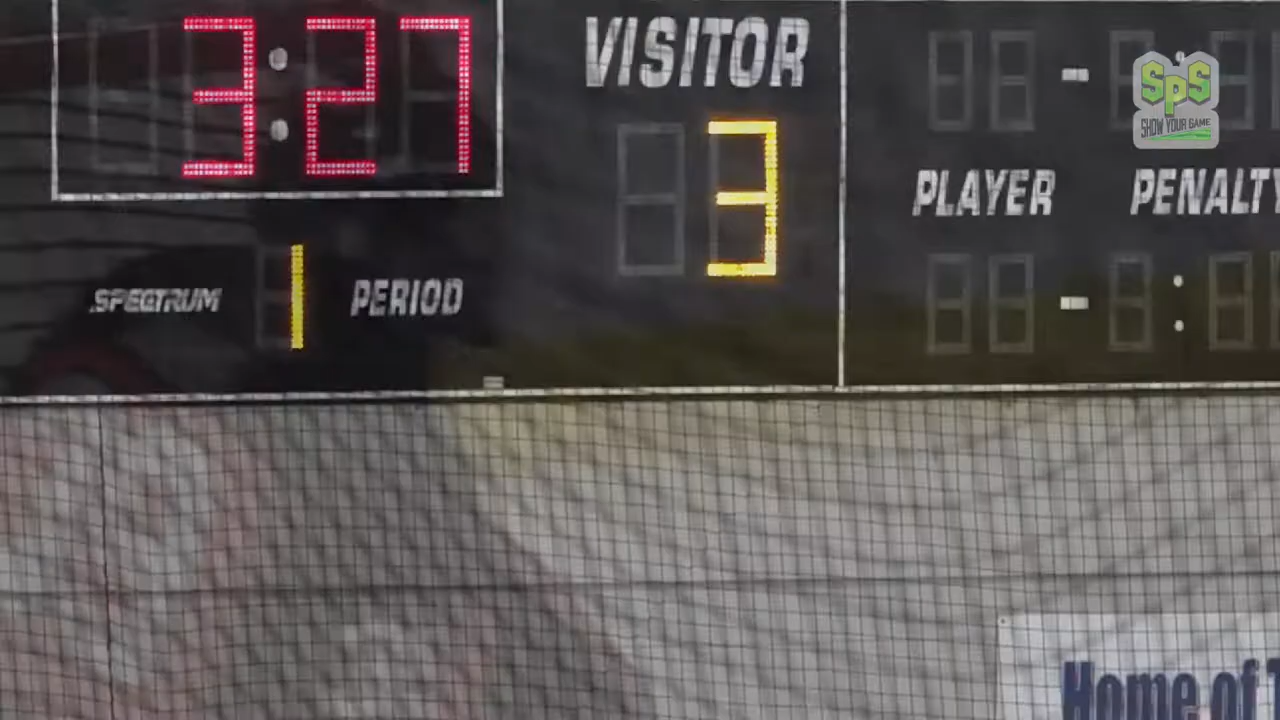 3:27
VISITOR
3
SPECTRUM
1 PERIOD
PLAYER PENALTY
SPS
SHOW YOUR GAME
Home of